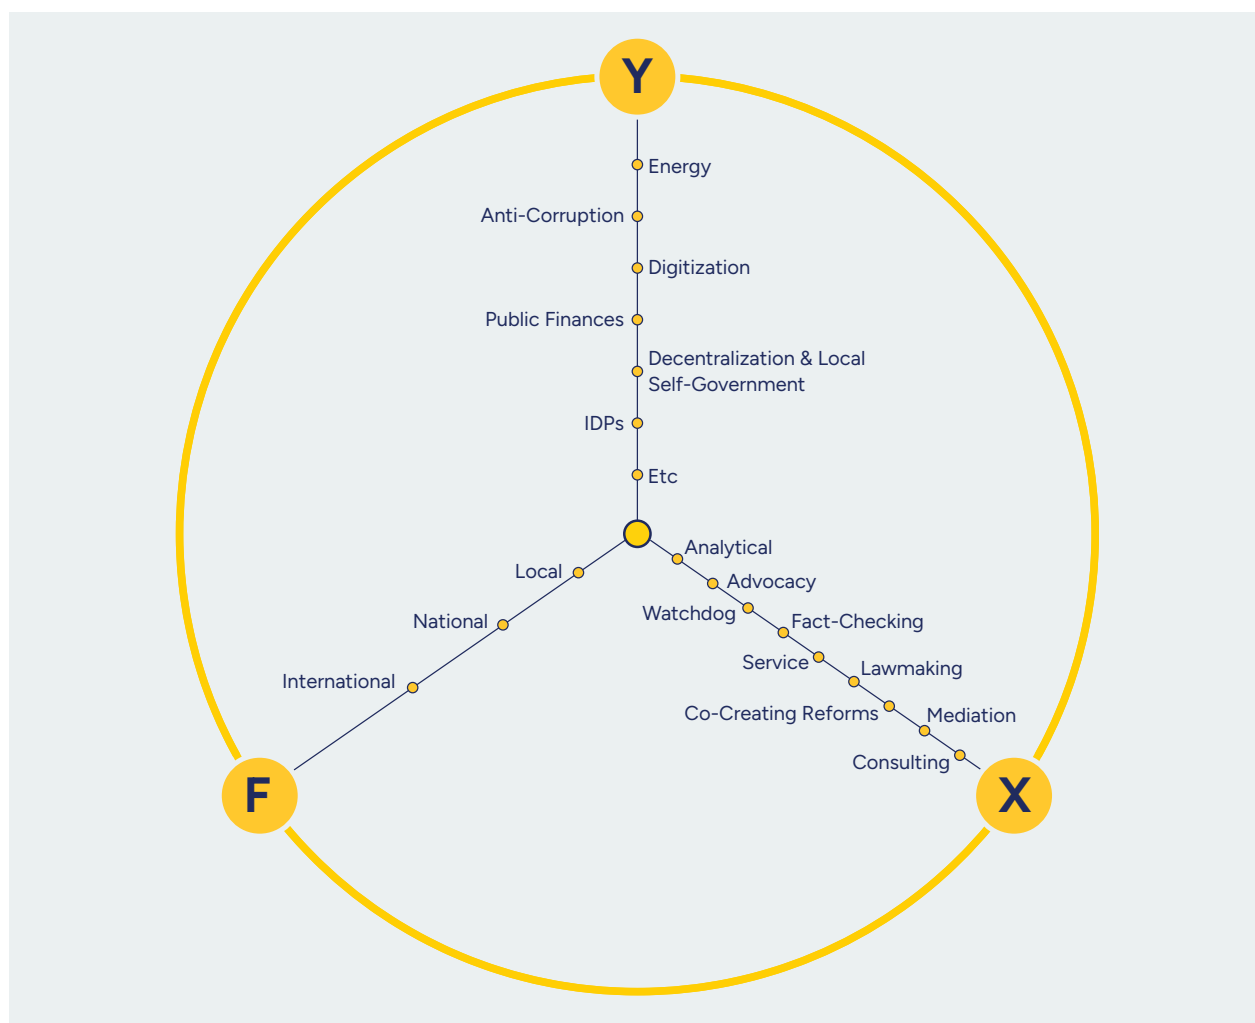 Y
Energy
Anti-Corruption
Digitization
Public Finances
Decentralization & Local
Self-Government
IDPs
Etc
Analytical
Local
Advocacy
Watchdog
National
Fact-Checking
Service
Lawmaking
International
Co-Creating Reforms
Mediation
Consulting
F
X